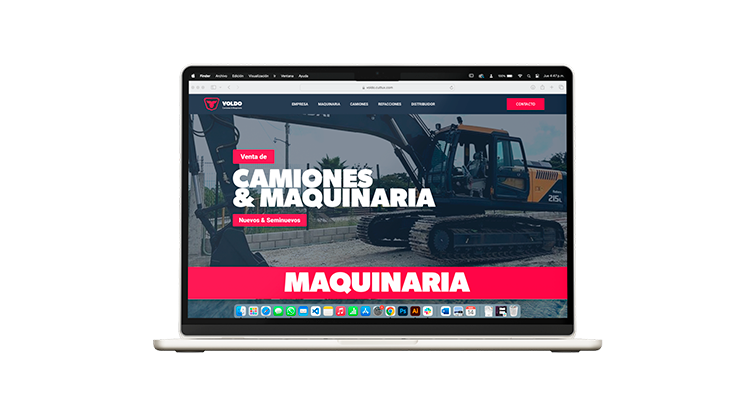 Finder Archivo Edición Visualización Ir Ventana Ayuda
VOLDO
EMPRESA MAQUINARIA CAMIONES REFACCIONES DISTRIBUIDOR
CONTACTO
Venta de
CAMIONES
& MAQUINARIA
Nuevos & Seminuevos
215L
MAQUINARIA